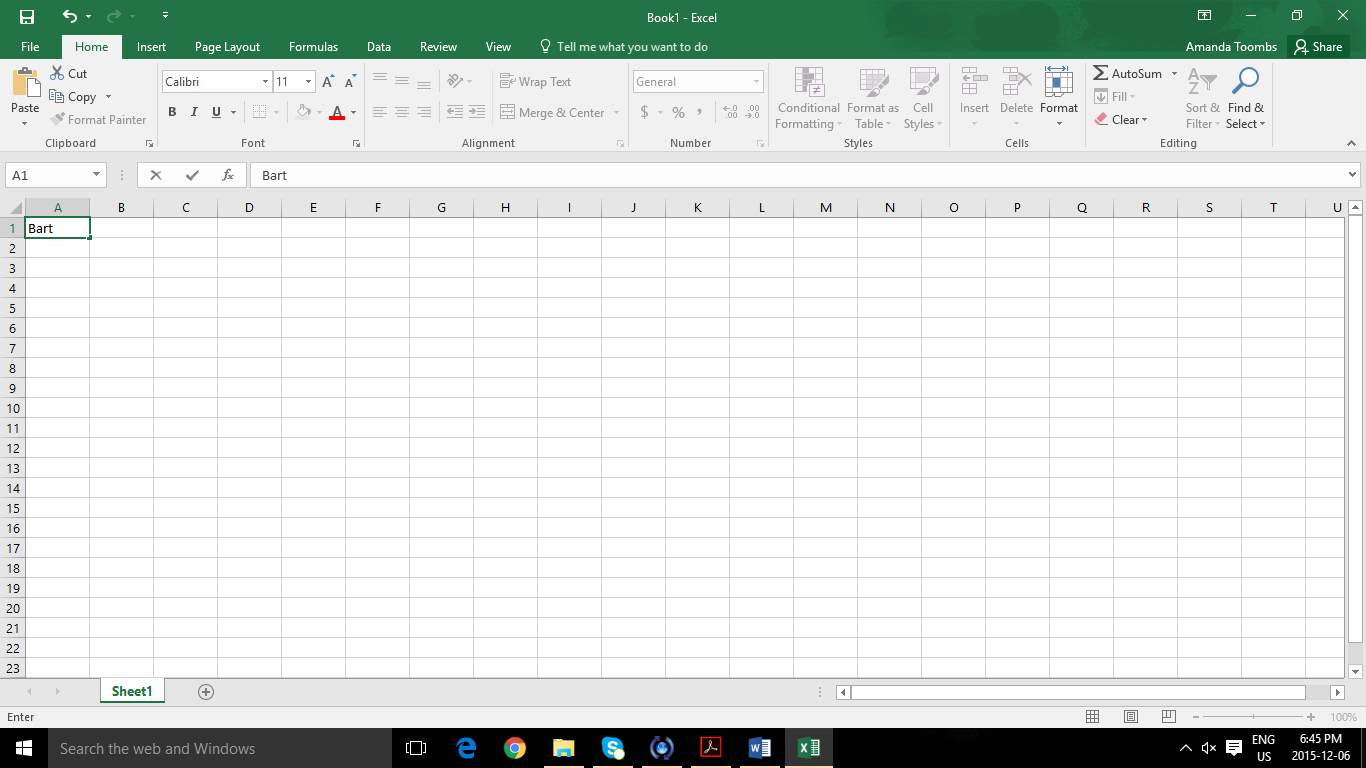 Book1 - Excel
File Home Insert Page Layout Formulas Data Review View Tell me what you want to do Amanda Toombs Share
Paste
Cut
Copy
Format Painter
Clipboard
Calibri 11
B I U A
Font
Wrap Text
Merge & Center
Alignment
General
$ % ,
Number
Conditional Formatting
Format as Table
Cell Styles
Styles
Insert
Delete
Format
Cells
AutoSum
Fill
Clear
Sort & Filter
Find & Select
Editing
A1 fx Bart
A B C D E F G H I J K L M N O P Q R S T U
1 Bart
2
3
4
5
6
7
8
9
10
11
12
13
14
15
16
17
18
19
20
21
22
23
Sheet1
Enter 100%
Search the web and Windows
ENG
US
6:45 PM
2015-12-06